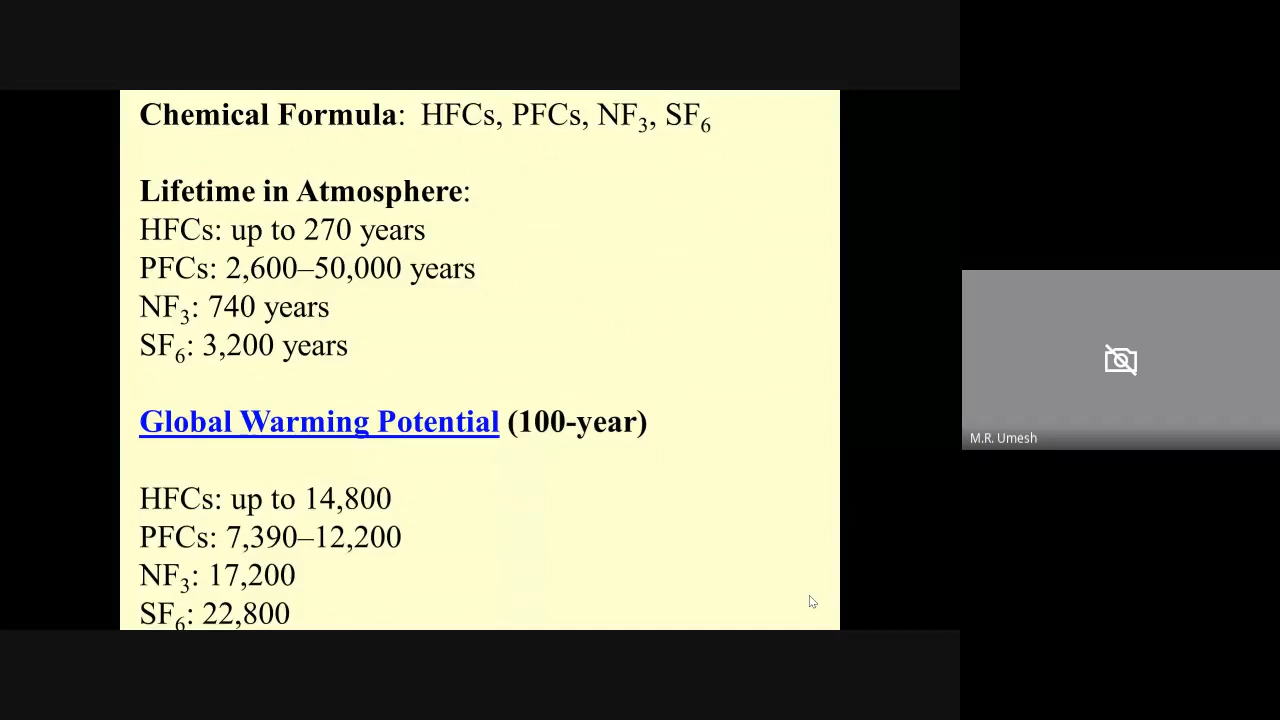 Chemical Formula: HFCs, PFCs, NF₃, SF₆
Lifetime in Atmosphere:
HFCs: up to 270 years
PFCs: 2,600–50,000 years
NF₃: 740 years
SF₆: 3,200 years
Global Warming Potential (100-year)
HFCs: up to 14,800
PFCs: 7,390–12,200
NF₃: 17,200
SF₆: 22,800
M.R. Umesh